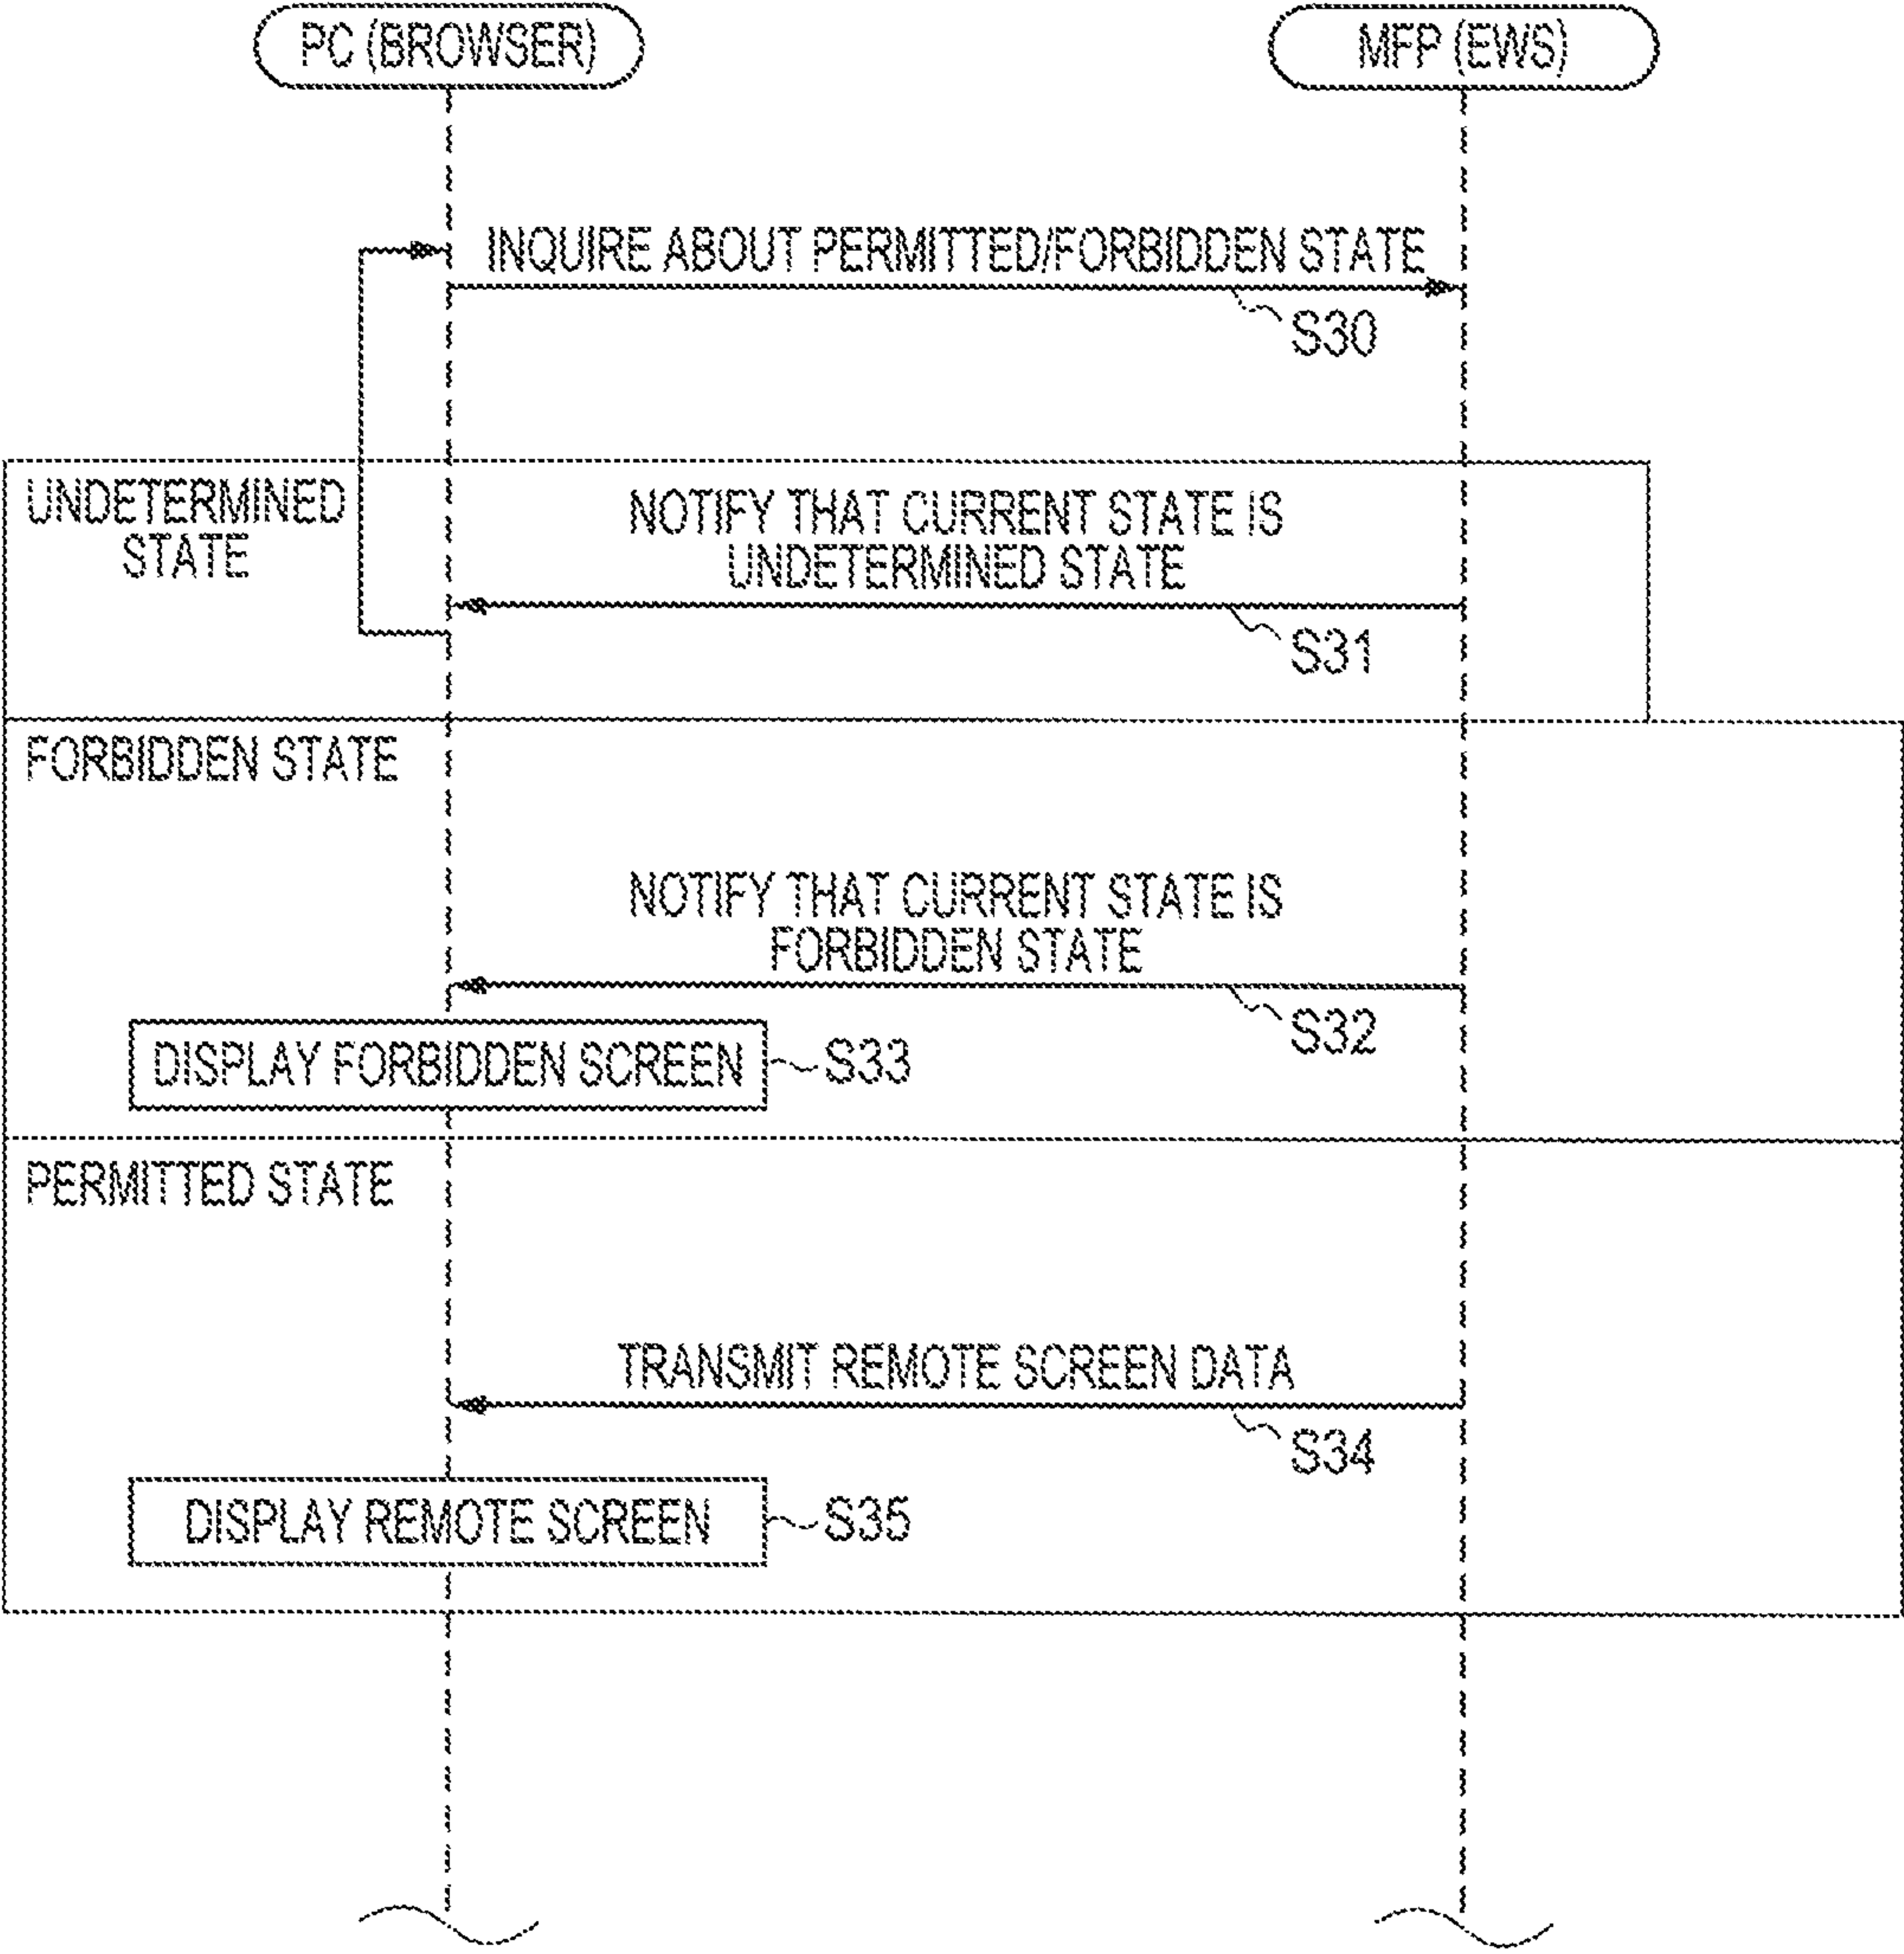 PC (BROWSER)
MFP (EWS)
INQUIRE ABOUT PERMITTED/FORBIDDEN STATE
S30
UNDETERMINED
STATE
NOTIFY THAT CURRENT STATE IS
UNDETERMINED STATE
S31
FORBIDDEN STATE
NOTIFY THAT CURRENT STATE IS
FORBIDDEN STATE
S32
DISPLAY FORBIDDEN SCREEN
S33
PERMITTED STATE
TRANSMIT REMOTE SCREEN DATA
S34
DISPLAY REMOTE SCREEN
S35